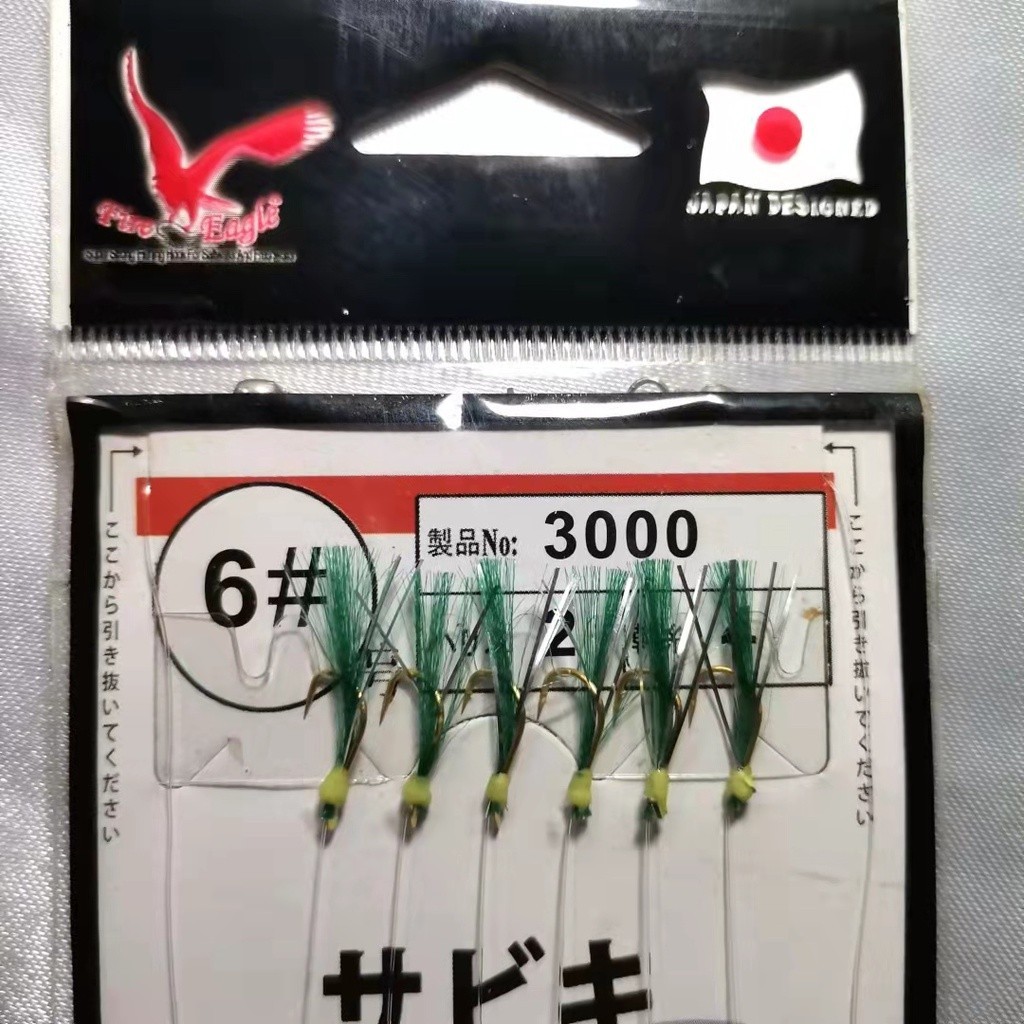 Fire Eagle
JAPAN DESIGNED
6#
製品No: 3000
2
ここから引き抜いてください
ここから引き抜いてください
サビキ